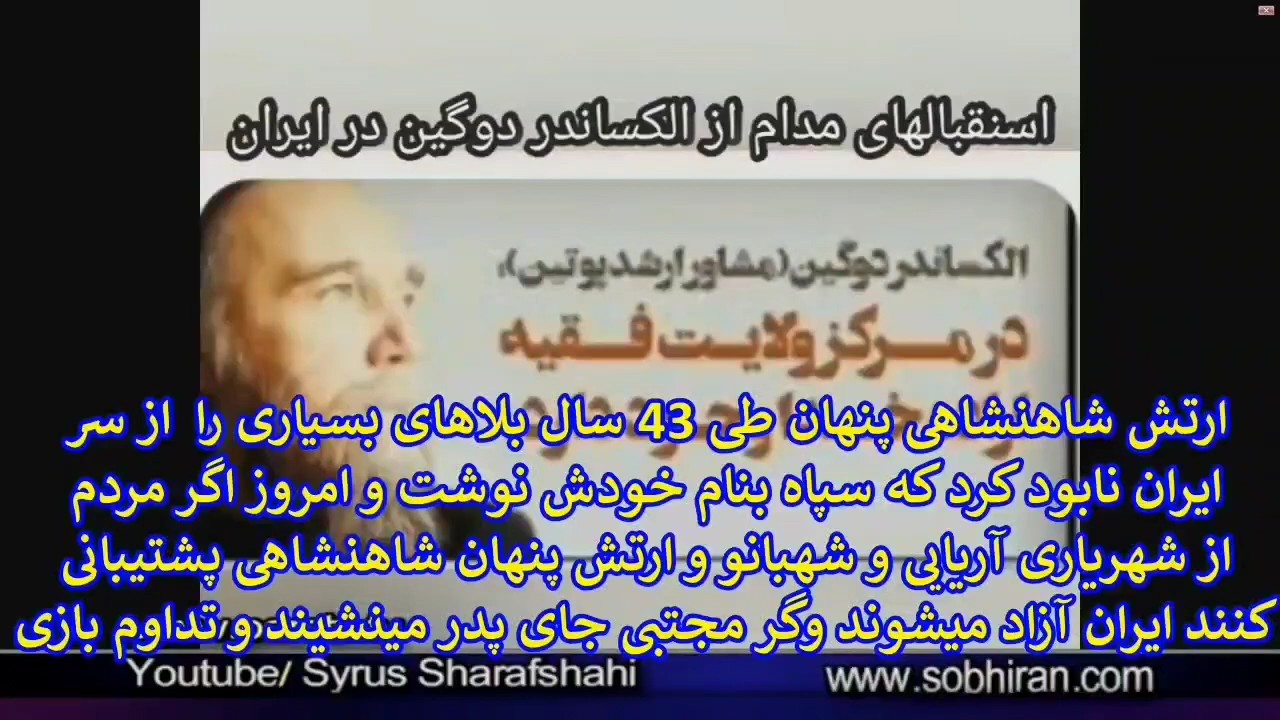 استقبالهای مدام از الکساندر دوگین در ایران
الکساندر دوگین (مشاور ارشد پوتین)؛
در مرکز ولایت فقیه
ارتش شاهنشاهی پنهان طی 43 سال بلاهای بسیاری را از سر
ایران نابود کرد که سپاه بنام خودش نوشت و امروز اگر مردم
از شهریاری آریایی و شهبانو و ارتش پنهان شاهنشاهی پشتیبانی
کنند ایران آزاد میشوند وگر مجتبی جای پدر مینشیند و تداوم بازی
Youtube/ Syrus Sharafshahi
www.sobhiran.com